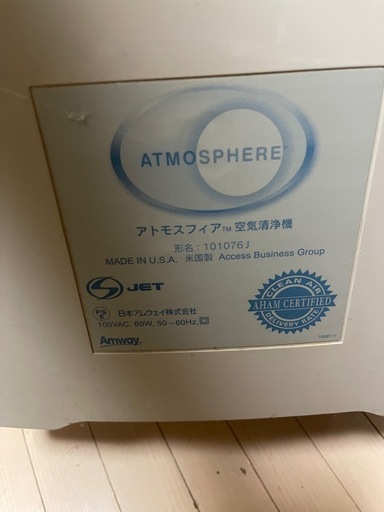 ATMOSPHERE™
アトモスフィア™ 空気清浄機
形名：101076J
MADE IN U.S.A. 米国製 Access Business Group
S JET
PS E 日本アムウェイ株式会社
100VAC, 60W, 50～60Hz,
Amway
CLEAN AIR
AHAM CERTIFIED
DELIVERY RATE